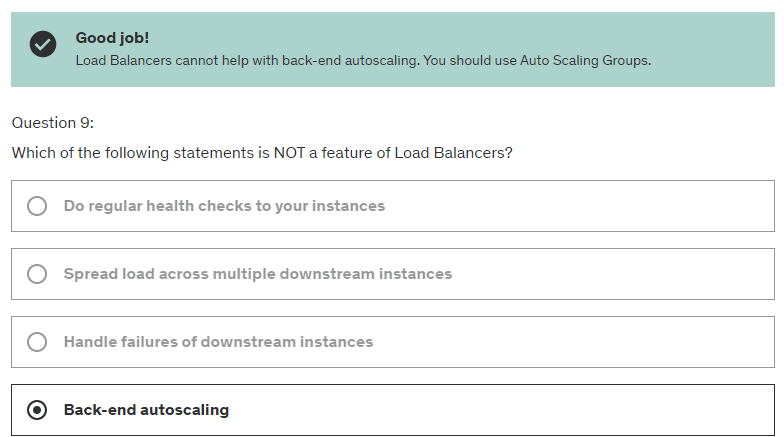 Good job!
Load Balancers cannot help with back-end autoscaling. You should use Auto Scaling Groups.
Question 9:
Which of the following statements is NOT a feature of Load Balancers?
Do regular health checks to your instances
Spread load across multiple downstream instances
Handle failures of downstream instances
Back-end autoscaling